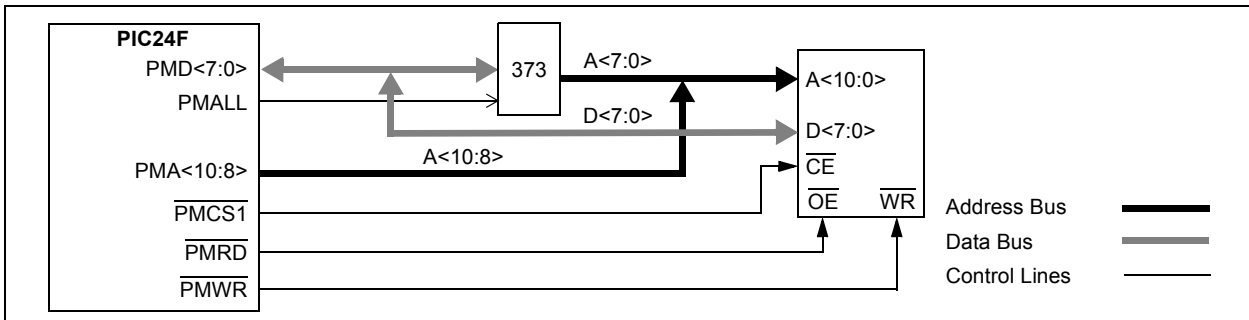 PIC24F
PMD<7:0>
PMALL
PMA<10:8>
PMCS1
PMRD
PMWR
373
A<7:0>
D<7:0>
A<10:8>
A<10:0>
D<7:0>
CE
OE WR
Address Bus
Data Bus
Control Lines